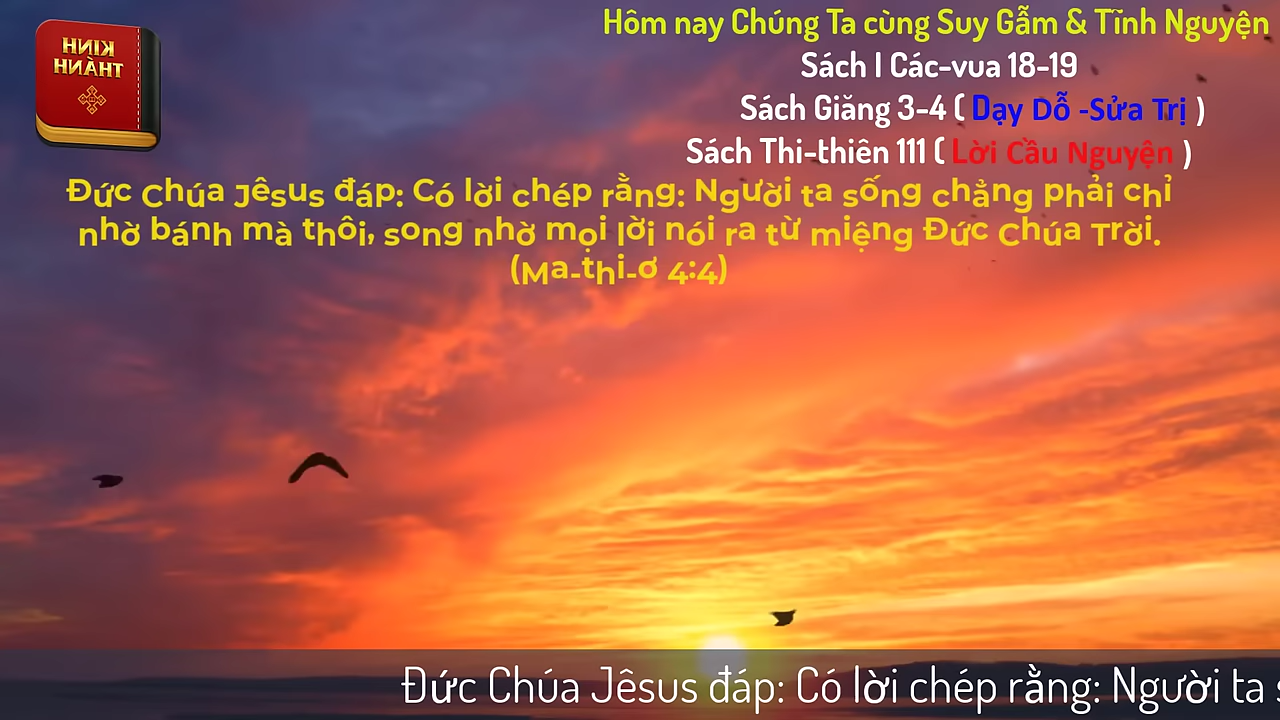 KINH
THÀNH
Hôm nay Chúng Ta cùng Suy Gẫm & Tĩnh Nguyện
Sách I Các-vua 18-19
Sách Giăng 3-4 ( Dạy Dỗ -Sửa Trị )
Sách Thi-thiên 111 ( Lời Cầu Nguyện )
Đức Chúa Jêsus đáp: Có lời chép rằng: Người ta sống chẳng phải chỉ
nhờ bánh mà thôi, song nhờ mọi lời nói ra từ miệng Đức Chúa Trời.
(Ma-thi-ơ 4:4)
Đức Chúa Jêsus đáp: Có lời chép rằng: Người ta